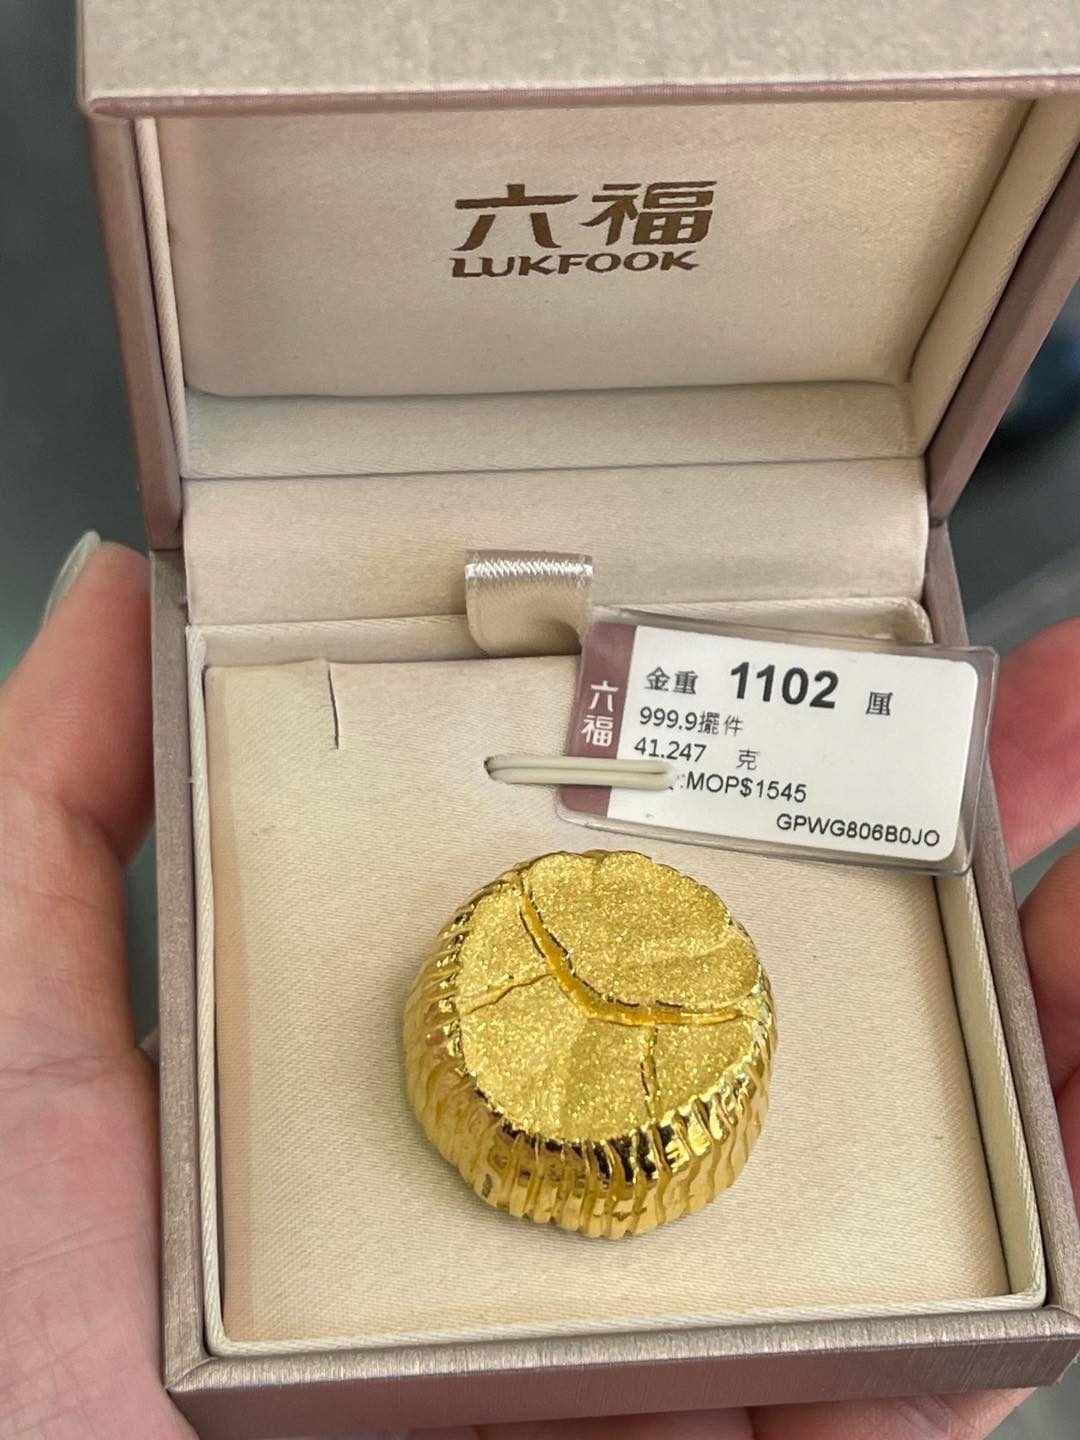 六福
LUKFOOK
六福
金重 1102 厘
999.9擺件
41.247 克
:MOP$1545
GPWG806B0JO